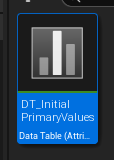 DT_Initial
PrimaryValues
Data Table (Attri...